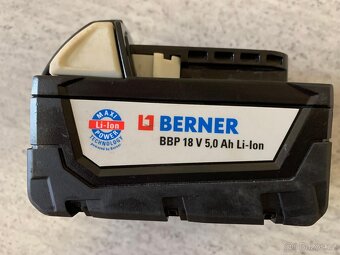 MAXI
Li-Ion
POWER
TECHNOLOGY
BERNER
BBP 18 V 5,0 Ah Li-Ion